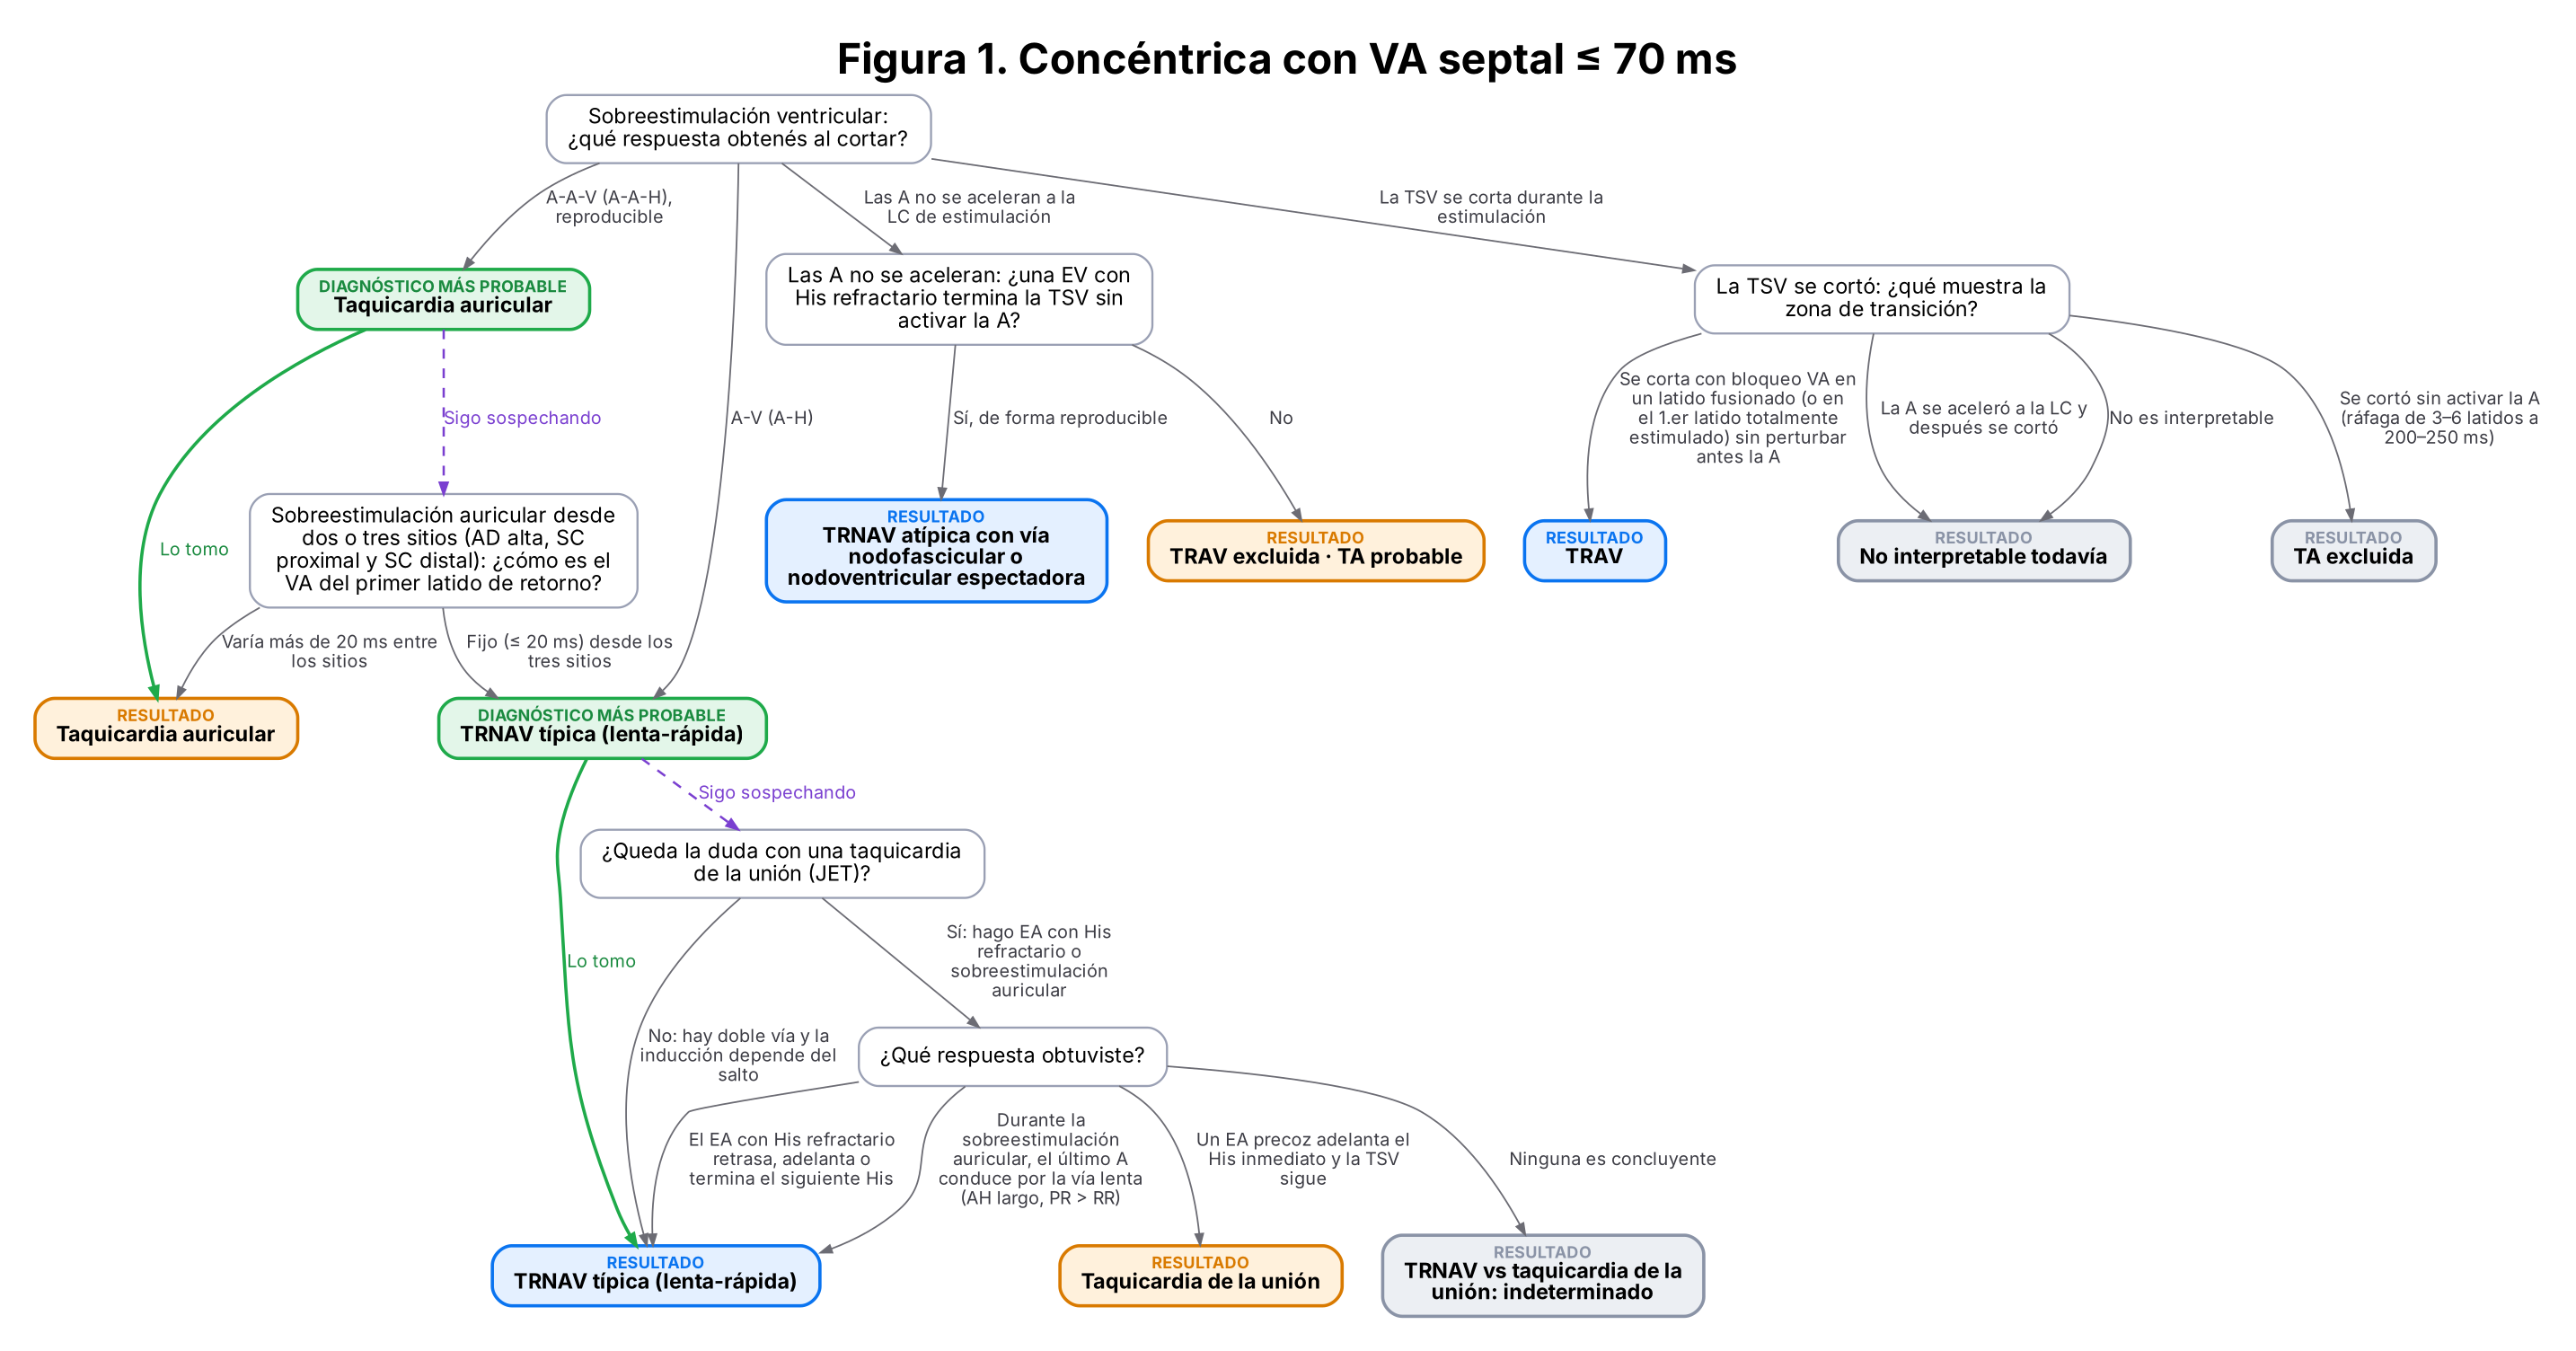 Figura 1. Concéntrica con VA septal ≤ 70 ms
Sobreestimulación ventricular:
¿qué respuesta obtenés al cortar?
A-A-V (A-A-H),
reproducible
Las A no se aceleran a la
LC de estimulación
La TSV se corta durante la
estimulación
DIAGNÓSTICO MÁS PROBABLE
Taquicardia auricular
Las A no se aceleran: ¿una EV con
His refractario termina la TSV sin
activar la A?
La TSV se cortó: ¿qué muestra la
zona de transición?
Sigo sospechando
A-V (A-H)
Sí, de forma reproducible
No
Se corta con bloqueo VA en
un latido fusionado (o en
el 1.er latido totalmente
estimulado) sin perturbar
antes la A
La A se aceleró a la LC y
después se cortó
No es interpretable
Se cortó sin activar la A
(ráfaga de 3–6 latidos a
200–250 ms)
Lo tomo
Sobreestimulación auricular desde
dos o tres sitios (AD alta, SC
proximal y SC distal): ¿cómo es el
VA del primer latido de retorno?
RESULTADO
TRNAV atípica con vía
nodofascicular o
nodoventricular espectadora
RESULTADO
TRAV excluida · TA probable
RESULTADO
TRAV
RESULTADO
No interpretable todavía
RESULTADO
TA excluida
Varía más de 20 ms entre
los sitios
Fijo (≤ 20 ms) desde los
tres sitios
RESULTADO
Taquicardia auricular
DIAGNÓSTICO MÁS PROBABLE
TRNAV típica (lenta-rápida)
Sigo sospechando
¿Queda la duda con una taquicardia
de la unión (JET)?
Lo tomo
Sí: hago EA con His
refractario o
sobreestimulación
auricular
No: hay doble vía y la
inducción depende del
salto
¿Qué respuesta obtuviste?
El EA con His refractario
retrasa, adelanta o
termina el siguiente His
Durante la
sobreestimulación
auricular, el último A
conduce por la vía lenta
(AH largo, PR > RR)
Un EA precoz adelanta el
His inmediato y la TSV
sigue
Ninguna es concluyente
RESULTADO
TRNAV típica (lenta-rápida)
RESULTADO
Taquicardia de la unión
RESULTADO
TRNAV vs taquicardia de la
unión: indeterminado